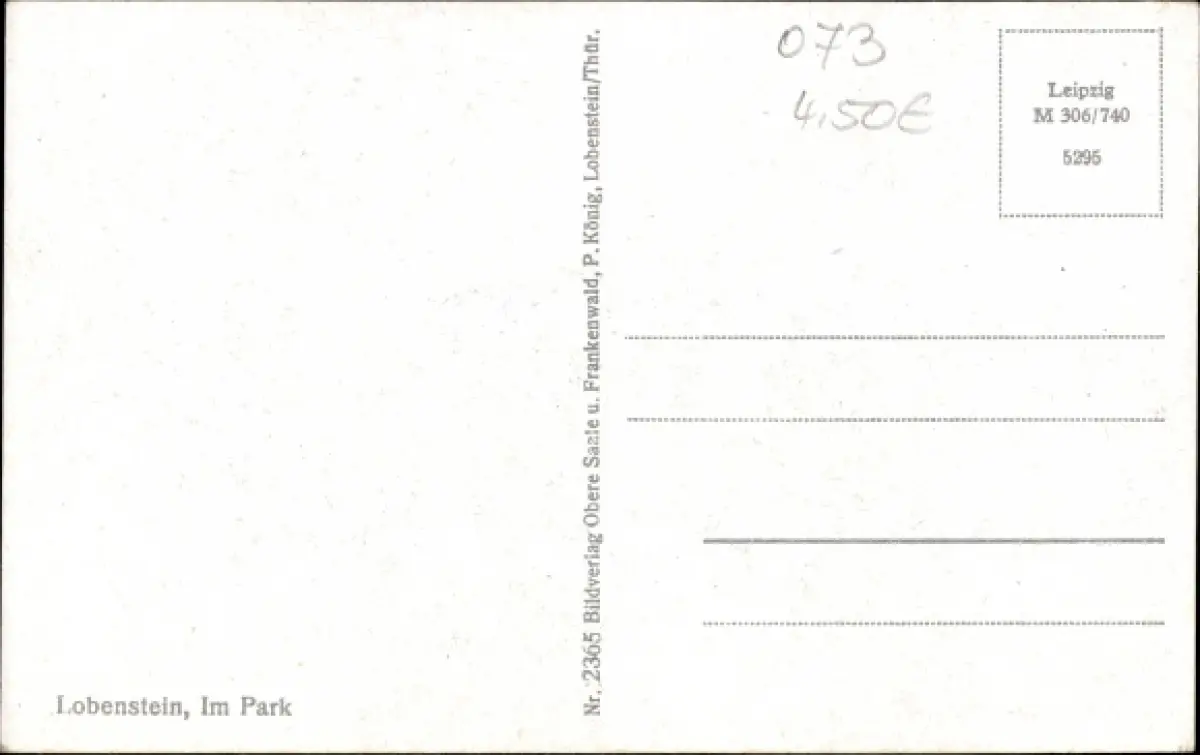 073
4,50€
Leipzig
M 306/740
5295
Nr. 2365 Bildverlag Obere Saale u. Frankenwald, P. König, Lobenstein/Thür.
Lobenstein, Im Park